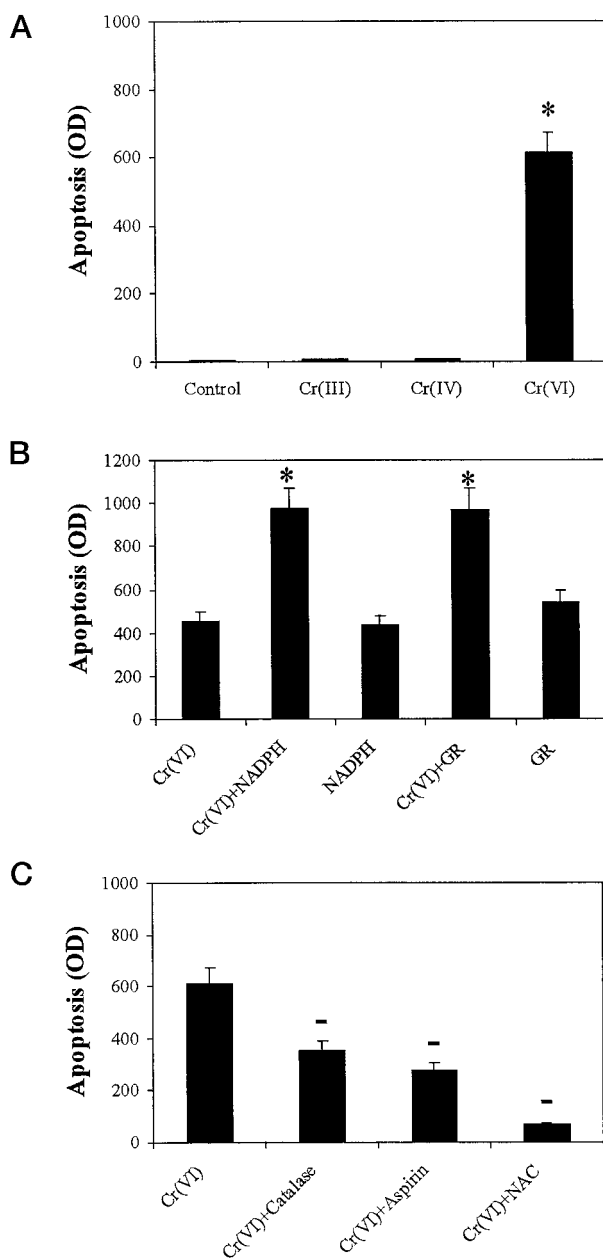 A
Apoptosis (OD)
1000
800
600
400
200
0
*
Control Cr(III) Cr(IV) Cr(VI)
B
Apoptosis (OD)
1200
1000
800
600
400
200
0
* *
Cr(VI)
Cr(VI)+NADPH
NADPH
Cr(VI)+GR
GR
C
Apoptosis (OD)
1000
800
600
400
200
0
- - -
Cr(VI)
Cr(VI)+Catalase
Cr(VI)+Aspirin
Cr(VI)+NAC